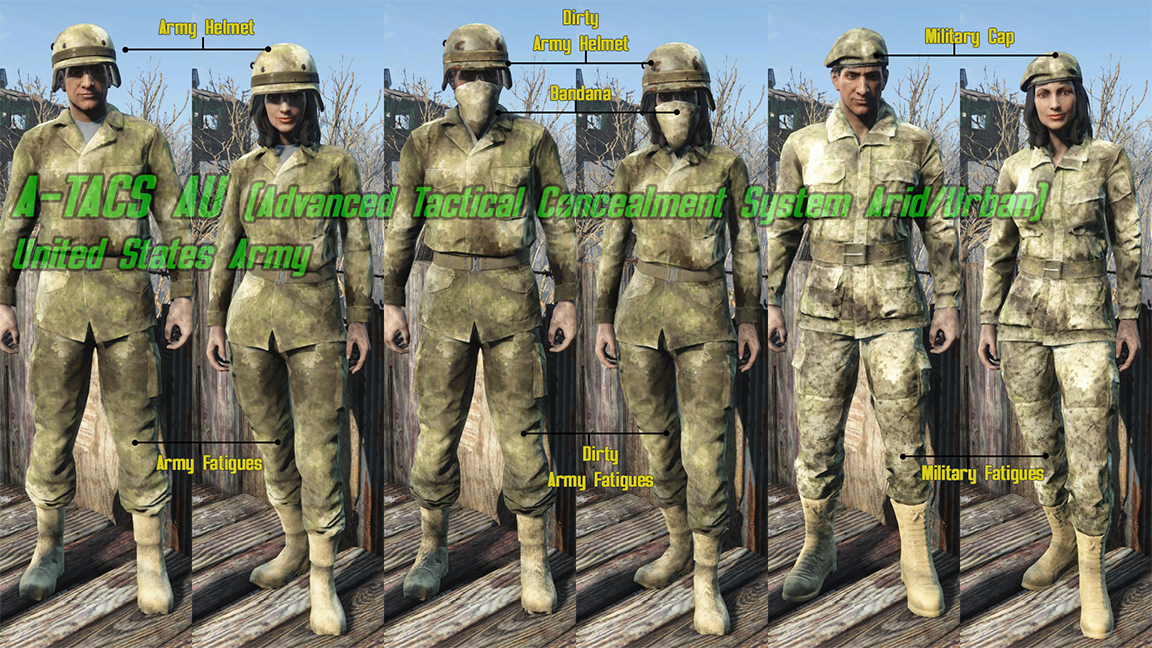 Army Helmet
Dirty
Army Helmet
Military Cap
Bandana
A-TACS AU (Advanced Tactical Concealment System Arid/Urban)
United States Army
Army Fatigues
Dirty
Army Fatigues
Military Fatigues